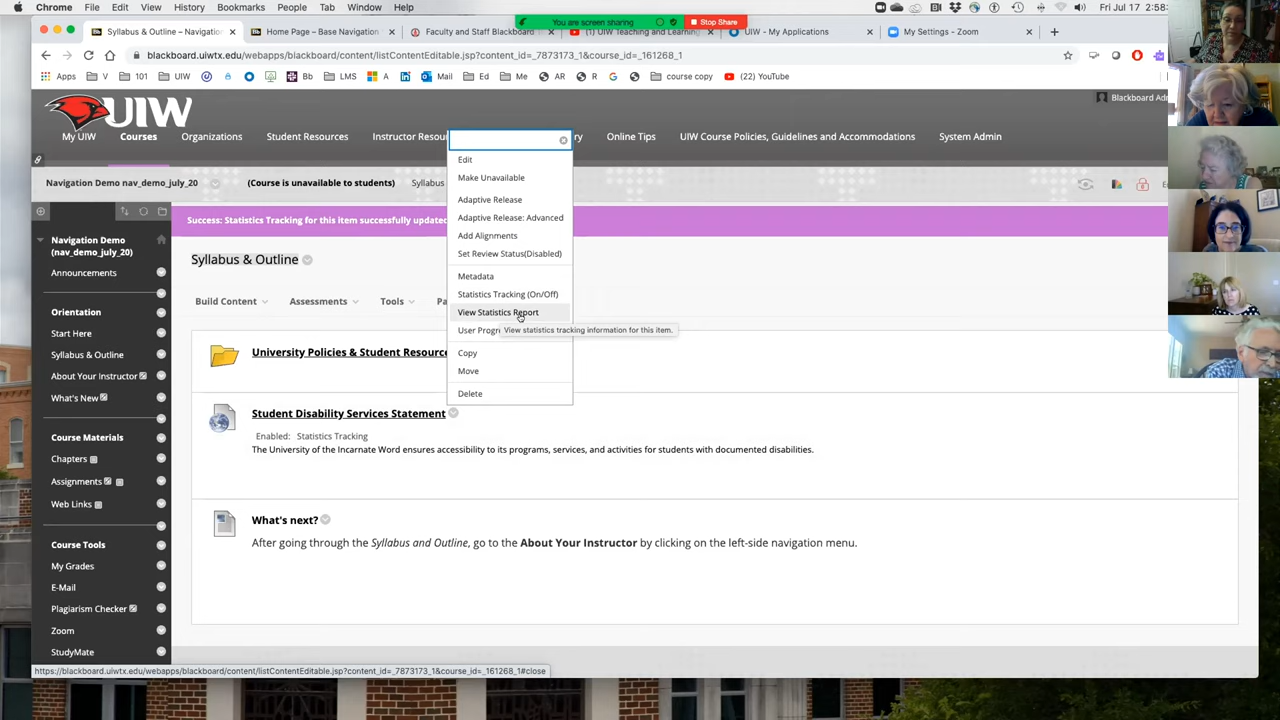 Chrome File Edit View History Bookmarks People Tab Window Help
Fri Jul 17 2:58
You are screen sharing Stop Share
Syllabus & Outline – Navigation D
Home Page – Base Navigation
Faculty and Staff Blackboard
UIW Teaching and Learning
UIW - My Applications
My Settings - Zoom
blackboard.uiwtx.edu/webapps/blackboard/content/listContentEditable.jsp?content_id=_7873173_1&course_id=_161268_1
Apps V 101 UIW Bb LMS A Mail Ed Me AR R G course copy (22) YouTube
UIW
Blackboard Adm
My UIW Courses Organizations Student Resources Instructor Resou ry Online Tips UIW Course Policies, Guidelines and Accommodations System Admin
Navigation Demo nav_demo_july_20 (Course is unavailable to students) Syllabus
Success: Statistics Tracking for this item successfully updated
Navigation Demo
(nav_demo_july_20)
Announcements
Orientation
Start Here
Syllabus & Outline
About Your Instructor
What's New
Course Materials
Chapters
Assignments
Web Links
Course Tools
My Grades
E-Mail
Plagiarism Checker
Zoom
StudyMate
Syllabus & Outline
Build Content Assessments Tools Pa
Edit
Make Unavailable
Adaptive Release
Adaptive Release: Advanced
Add Alignments
Set Review Status(Disabled)
Metadata
Statistics Tracking (On/Off)
View Statistics Report
User Progr
View statistics tracking information for this item.
Copy
Move
Delete
University Policies & Student Resource
Student Disability Services Statement
Enabled: Statistics Tracking
The University of the Incarnate Word ensures accessibility to its programs, services, and activities for students with documented disabilities.
What's next?
After going through the Syllabus and Outline, go to the About Your Instructor by clicking on the left-side navigation menu.
https://blackboard.uiwtx.edu/webapps/blackboard/content/listContentEditable.jsp?content_id=_7873173_1&course_id=_161268_1#close